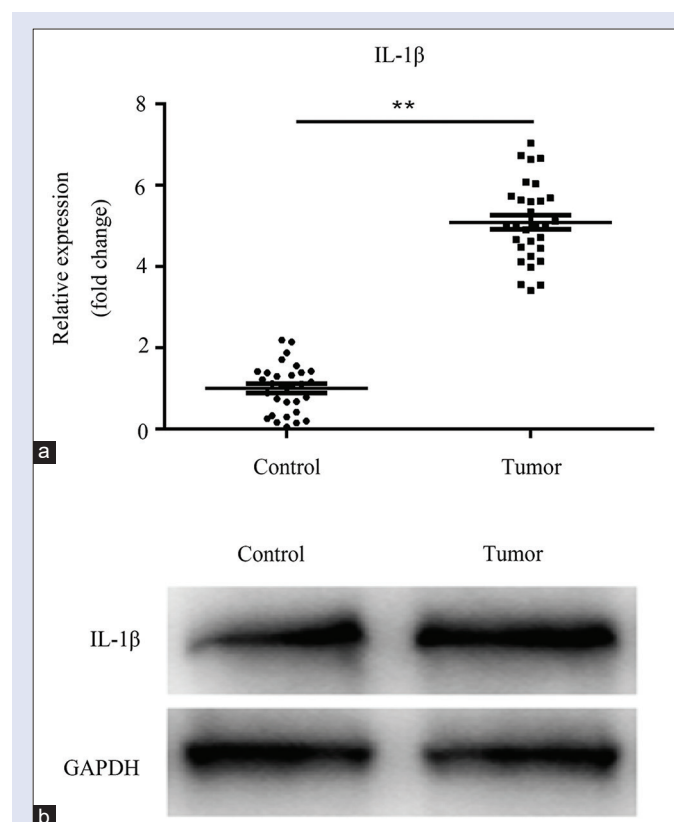 IL-1β
**
Relative expression
(fold change)
8
6
4
2
0
Control Tumor
a
Control Tumor
IL-1β
GAPDH
b